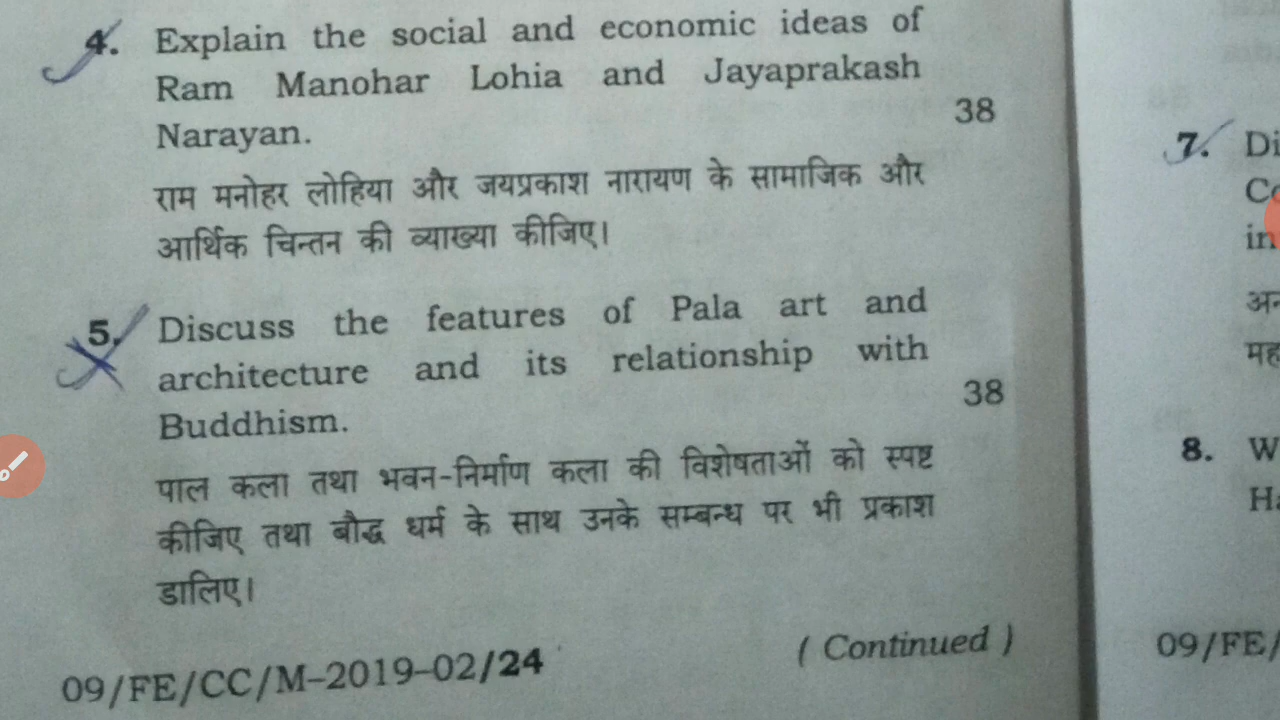 4. Explain the social and economic ideas of
Ram Manohar Lohia and Jayaprakash
Narayan. 38
राम मनोहर लोहिया और जयप्रकाश नारायण के सामाजिक और
आर्थिक चिन्तन की व्याख्या कीजिए।
5. Discuss the features of Pala art and
architecture and its relationship with
Buddhism. 38
पाल कला तथा भवन-निर्माण कला की विशेषताओं को स्पष्ट
कीजिए तथा बौद्ध धर्म के साथ उनके सम्बन्ध पर भी प्रकाश
डालिए।
09/FE/CC/M-2019-02/24 ( Continued )
7. Di
Co
in
अन
मह
8. W
Ha
09/FE/